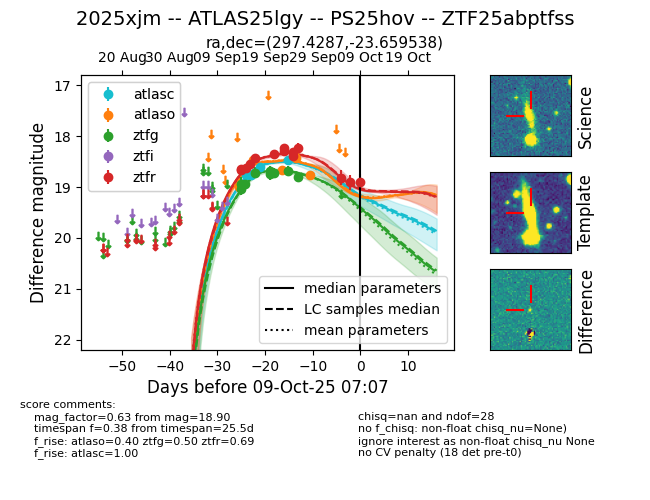 2025xjm -- ATLAS25lgy -- PS25hov -- ZTF25abptfss
ra,dec=(297.4287,-23.659538)
20 Aug 30 Aug 09 Sep 19 Sep 29 Sep 09 Oct 19 Oct
17
18
19
20
21
22
Difference magnitude
atlasc
atlaso
ztfg
ztfi
ztfr
median parameters
LC samples median
mean parameters
−50 −40 −30 −20 −10 0 10
Days before 09-Oct-25 07:07
Science
Template
Difference
score comments:
mag_factor=0.63 from mag=18.90
timespan f=0.38 from timespan=25.5d
f_rise: atlaso=0.40 ztfg=0.50 ztfr=0.69
f_rise: atlasc=1.00
chisq=nan and ndof=28
no f_chisq: non-float chisq_nu=None)
ignore interest as non-float chisq_nu None
no CV penalty (18 det pre-t0)